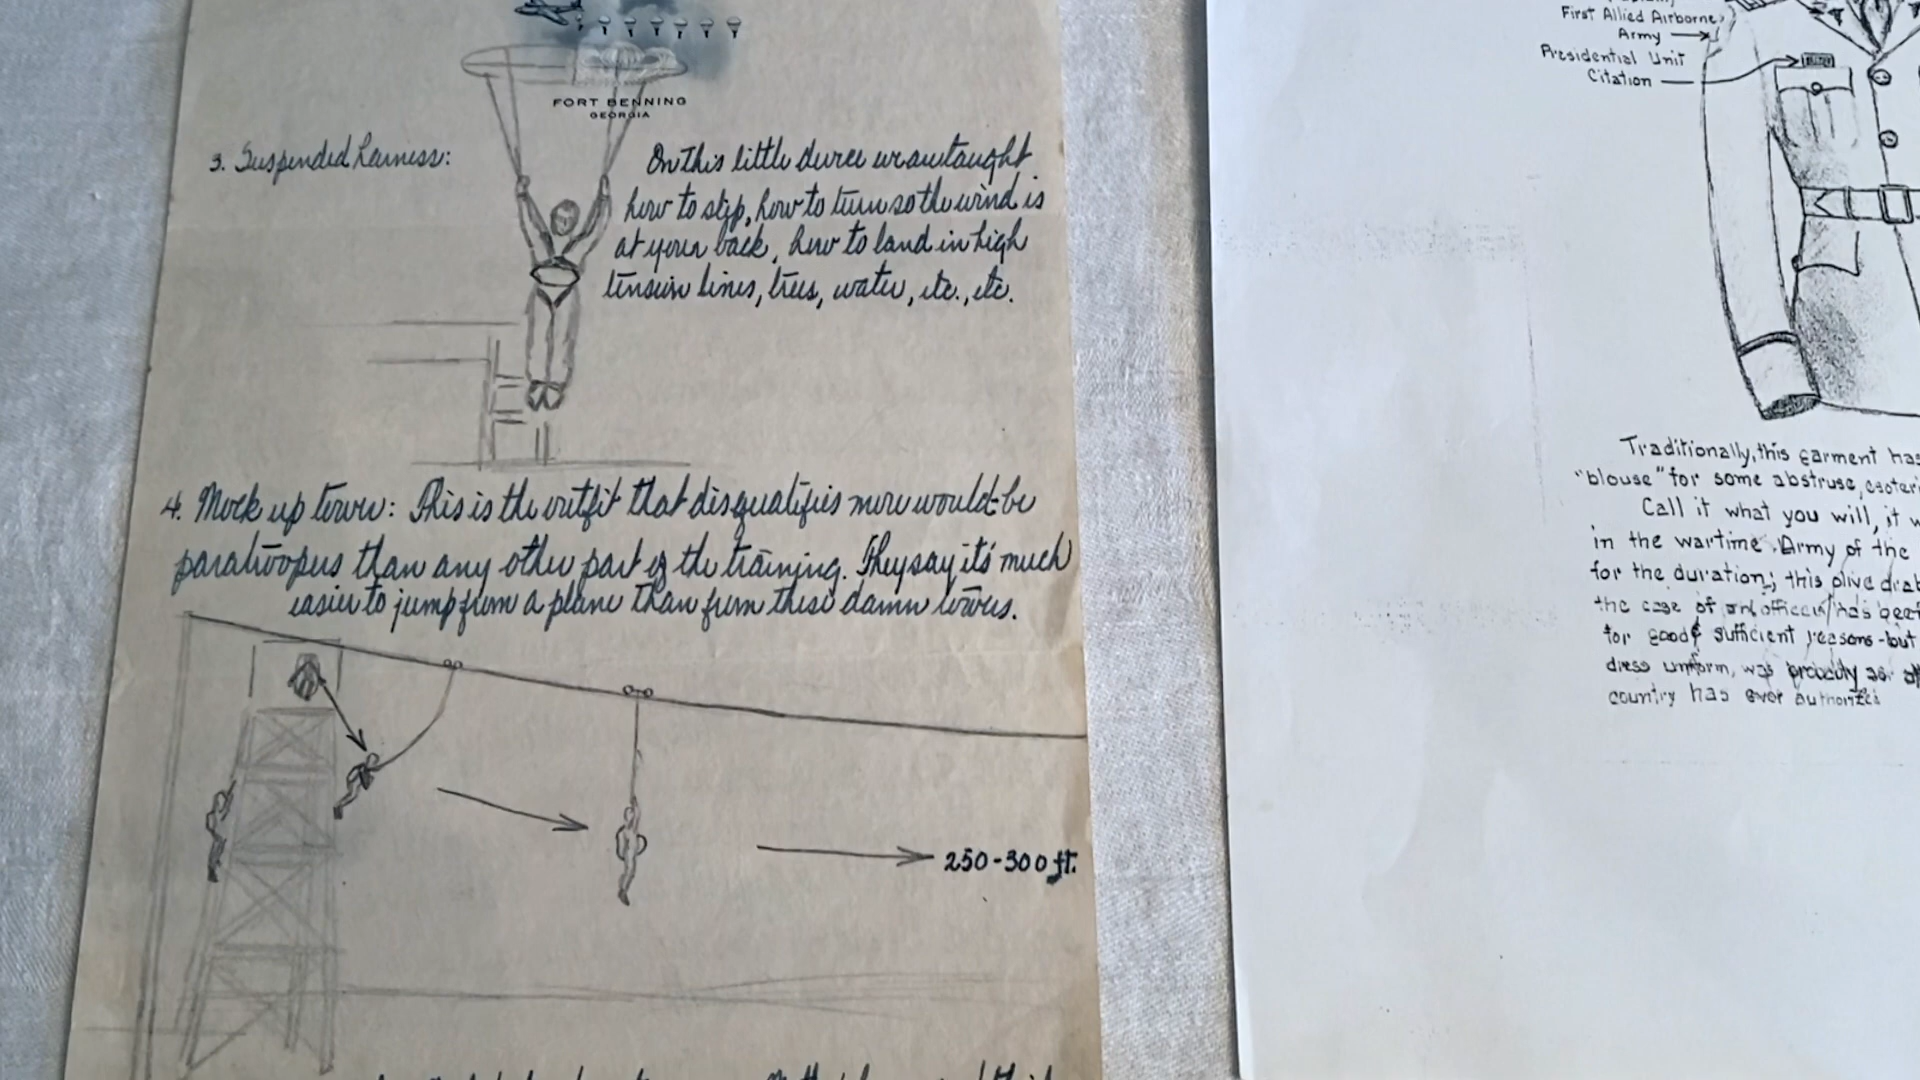 FORT BENNING
GEORGIA
3. Suspended harness:
On this little device we are taught
how to slip, how to turn so the wind is
at your back, how to land in high
tension lines, trees, water, etc., etc.
4. Mock up tower: This is the outfit that disqualifies more would-be
paratroopers than any other part of the training. They say it's much
easier to jump from a plane than from these damn towers.
250-300 ft.
First Allied Airborne
Army
Presidential Unit
Citation
Traditionally, this garment has
"blouse" for some abstruse,
Call it what you will, it
in the wartime Army of the
for the duration; this olive drab
the case of an officer, has been
for good & sufficient reasons - but
dress uniform, was probably as
country has ever authorized